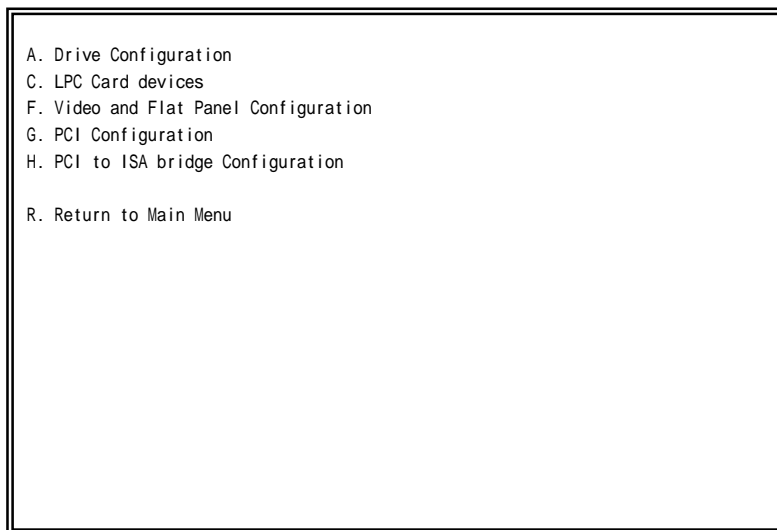 A. Drive Configuration
C. LPC Card devices
F. Video and Flat Panel Configuration
G. PCI Configuration
H. PCI to ISA bridge Configuration
R. Return to Main Menu